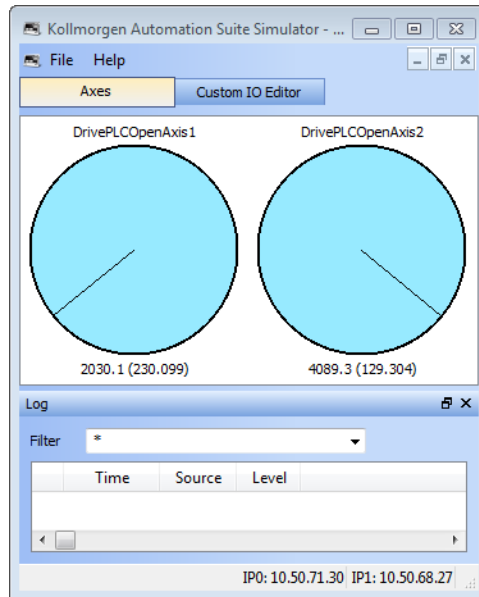 Kollmorgen Automation Suite Simulator - ...
File Help
Axes Custom IO Editor
DrivePLCOpenAxis1 DrivePLCOpenAxis2
2030.1 (230.099) 4089.3 (129.304)
Log
Filter *
Time Source Level
IP0: 10.50.71.30 IP1: 10.50.68.27